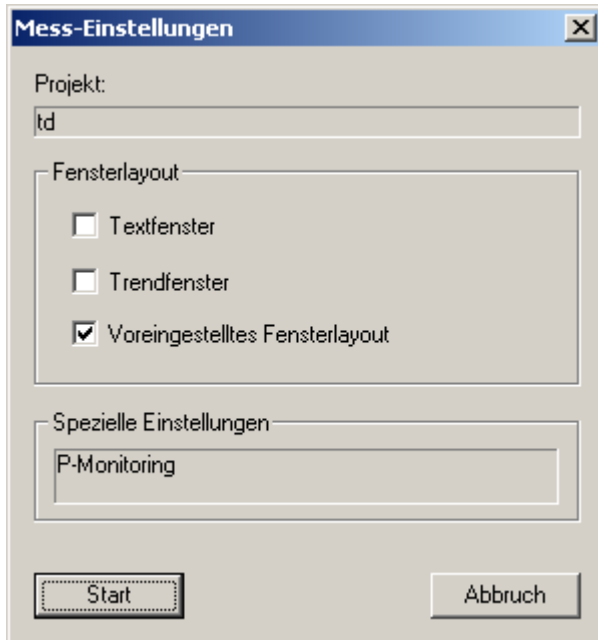 Mess-Einstellungen
Projekt:
td
Fensterlayout
Textfenster
Trendfenster
Voreingestelltes Fensterlayout
Spezielle Einstellungen
P-Monitoring
Start Abbruch